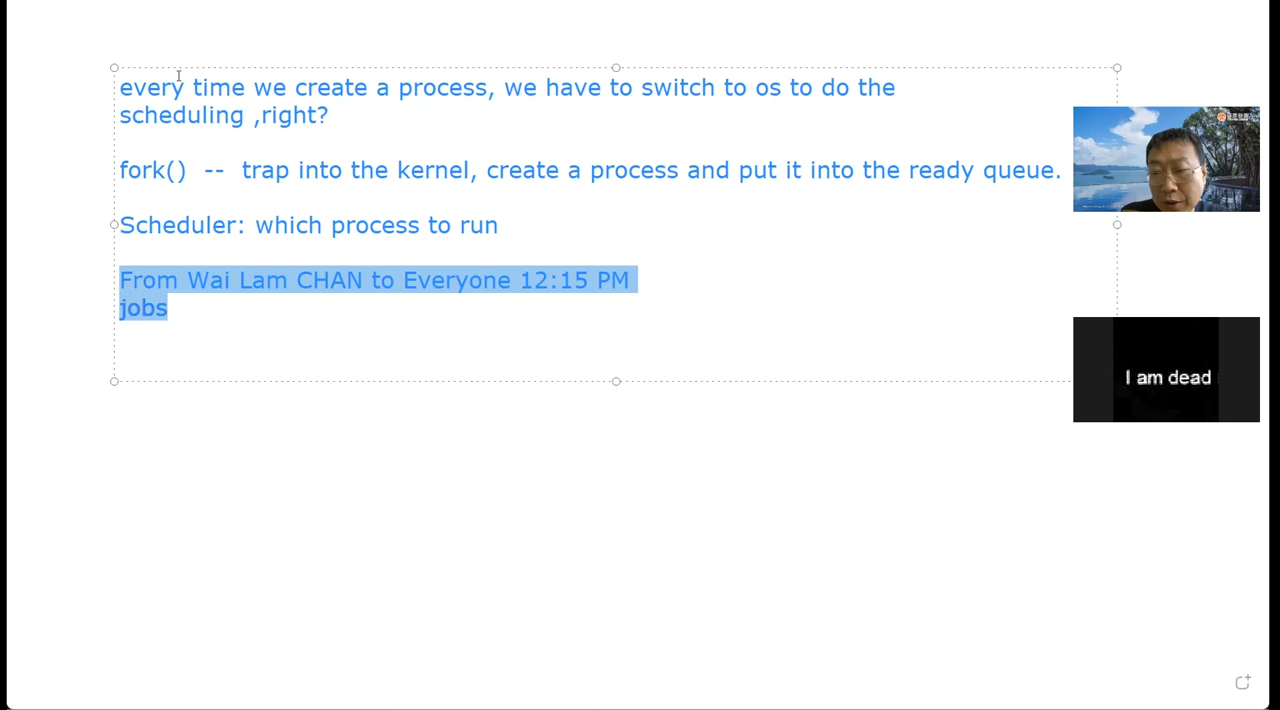 every time we create a process, we have to switch to os to do the
scheduling ,right?
fork()  --  trap into the kernel, create a process and put it into the ready queue.
Scheduler: which process to run
From Wai Lam CHAN to Everyone 12:15 PM
jobs
I am dead